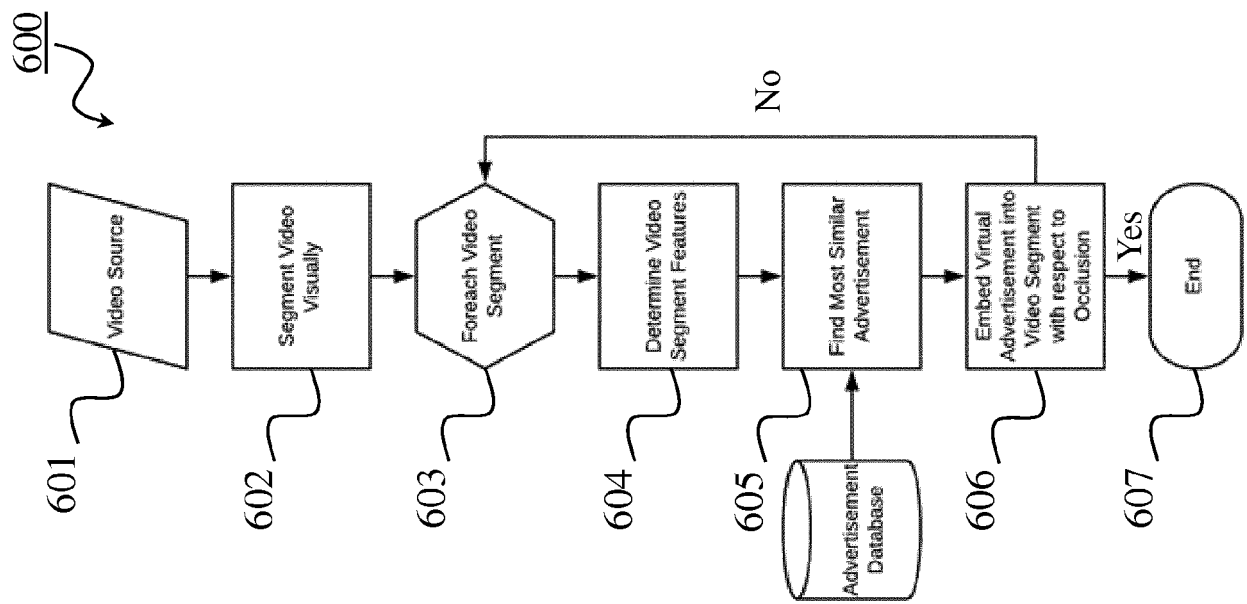 600
601
Video Source
602
Segment Video
Visually
603
Foreach Video
Segment
604
Determine Video
Segment Features
605
Find Most Similar
Advertisement
Advertisement
Database
606
Embed Virtual
Advertisement into
Video Segment
with respect to
Occlusion
No
Yes
607
End